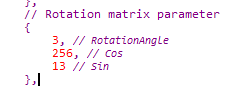 },
// Rotation matrix parameter
{
3, // RotationAngle
256, // Cos
13 // Sin
},